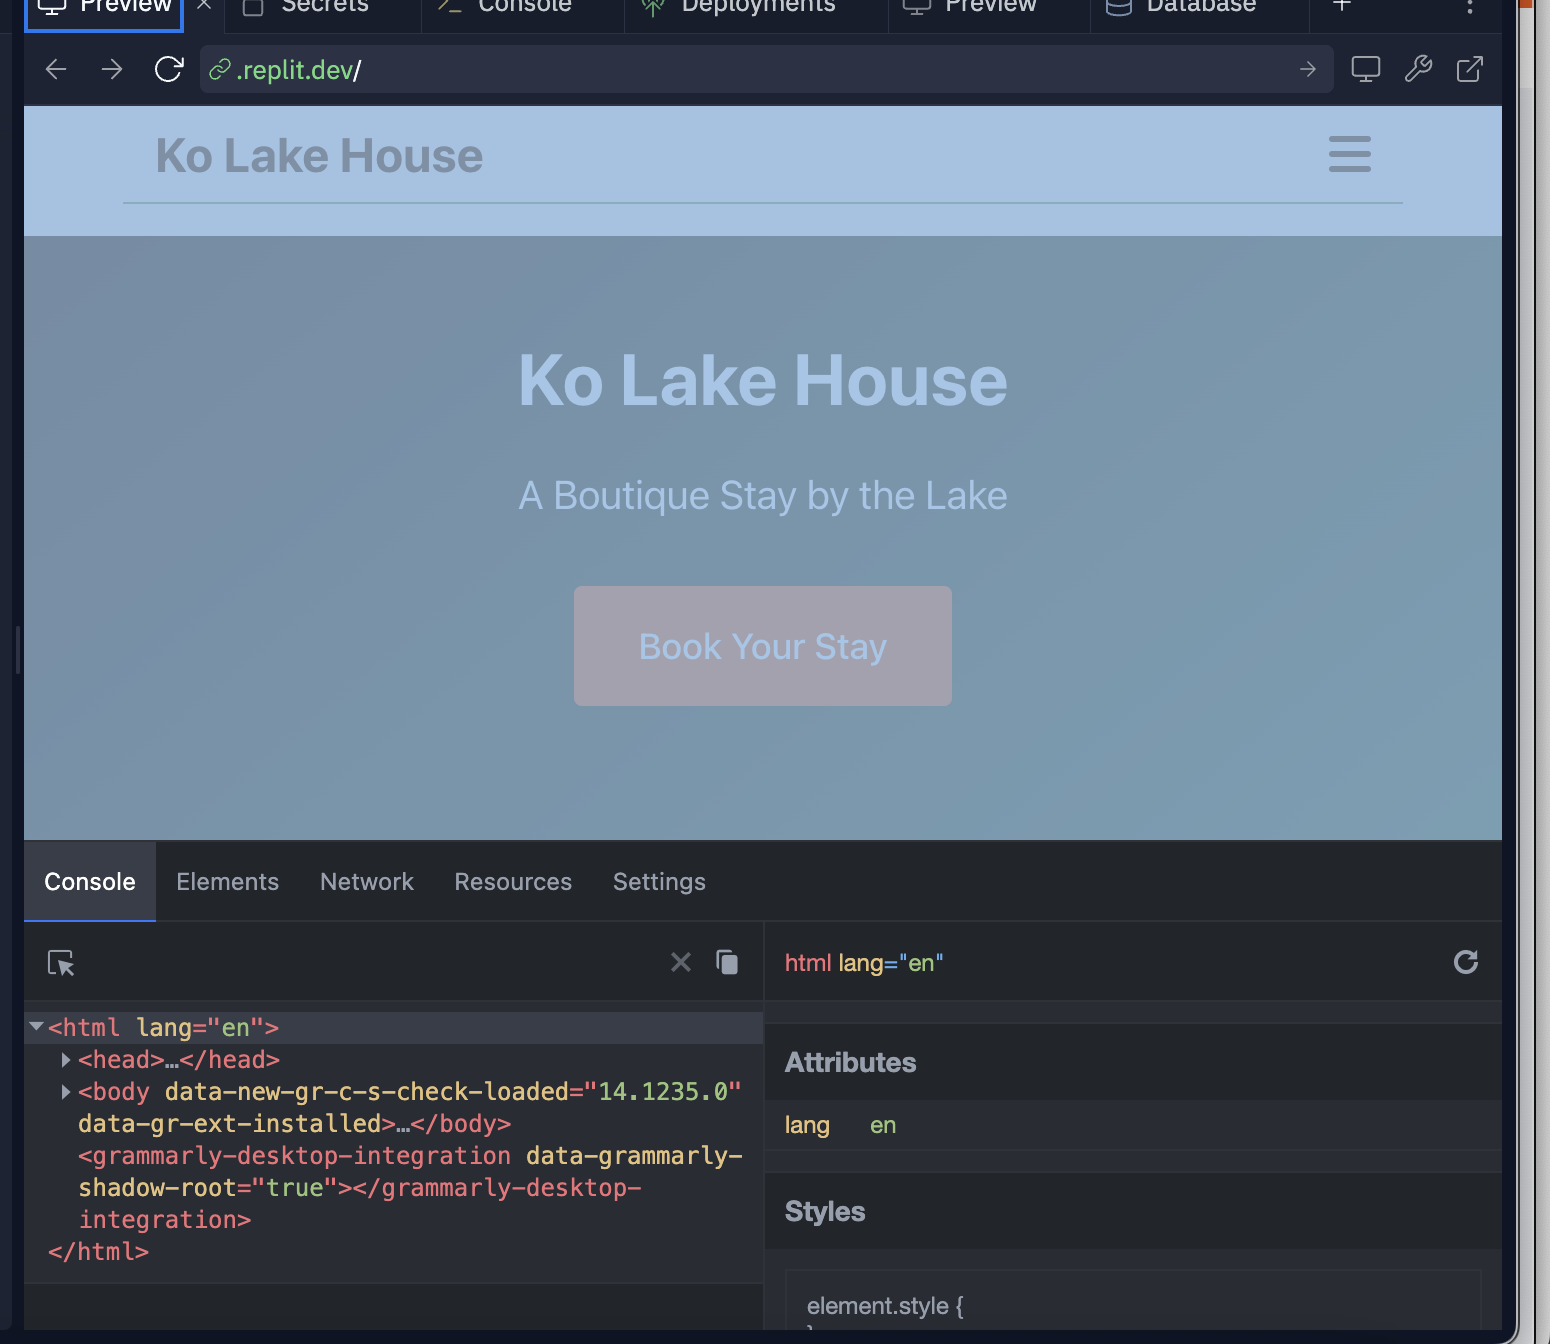 Preview
Secrets
Console
Deployments
Preview
Database
.replit.dev/
Ko Lake House
Ko Lake House
A Boutique Stay by the Lake
Book Your Stay
Console
Elements
Network
Resources
Settings
html lang="en"
<html lang="en">
<head>…</head>
<body data-new-gr-c-s-check-loaded="14.1235.0"
data-gr-ext-installed>…</body>
<grammarly-desktop-integration data-grammarly-
shadow-root="true"></grammarly-desktop-
integration>
</html>
Attributes
lang en
Styles
element.style {
}